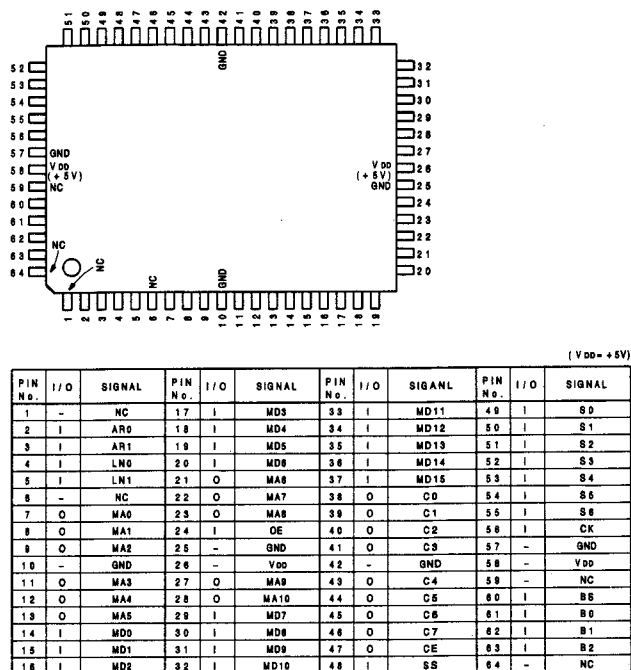 51 50 49 48 47 46 45 44 43 42 41 40 39 38 37 36 35 34 33
GND
52 32
53 31
54 30
55 29
56 28
57 GND 27
58 VDD (+5V) VDD (+5V) 26
59 NC GND 25
60 24
61 23
62 NC 22
63 21
64 NC NC GND 20
1 2 3 4 5 6 7 8 9 10 11 12 13 14 15 16 17 18 19
(VDD=+5V)
PIN No. I/O SIGNAL PIN No. I/O SIGNAL PIN No. I/O SIGANL PIN No. I/O SIGNAL
1 - NC 17 I MD3 33 I MD11 49 I S0
2 I AR0 18 I MD4 34 I MD12 50 I S1
3 I AR1 19 I MD5 35 I MD13 51 I S2
4 I LN0 20 I MD6 36 I MD14 52 I S3
5 I LN1 21 O MA6 37 I MD15 53 I S4
6 - NC 22 O MA7 38 O C0 54 I S5
7 O MA0 23 O MA8 39 O C1 55 I S6
8 O MA1 24 I OE 40 O C2 56 I CK
9 O MA2 25 - GND 41 O C3 57 - GND
10 - GND 26 - VDD 42 - GND 58 - VDD
11 O MA3 27 O MA9 43 O C4 59 - NC
12 O MA4 28 O MA10 44 O C5 60 I BS
13 O MA5 29 I MD7 45 O C6 61 I B0
14 I MD0 30 I MD8 46 O C7 62 I B1
15 I MD1 31 I MD9 47 O CE 63 I B2
16 I MD2 32 I MD10 48 I SS 64 - NC